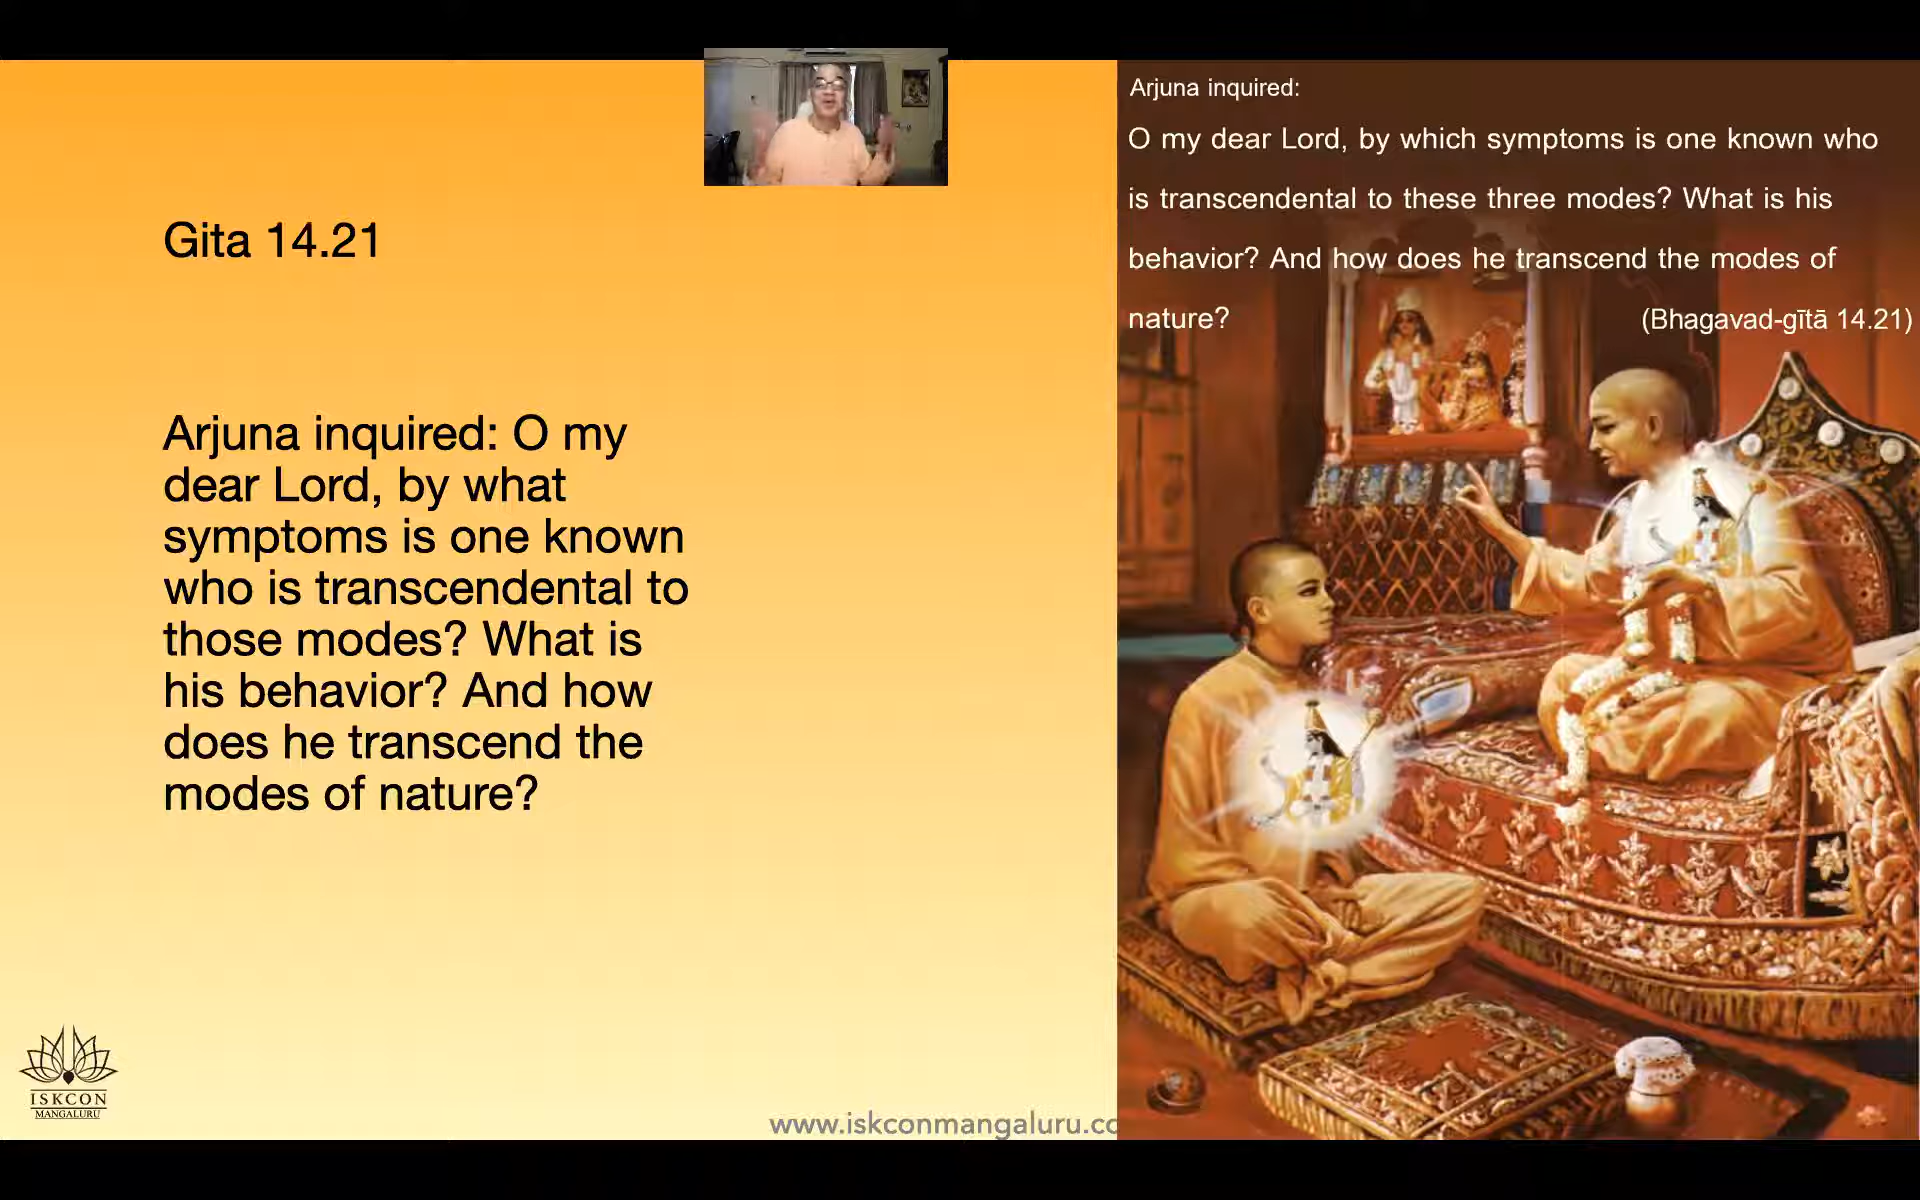 Gita 14.21
Arjuna inquired: O my
dear Lord, by what
symptoms is one known
who is transcendental to
those modes? What is
his behavior? And how
does he transcend the
modes of nature?
ISKCON
MANGALURU
www.iskconmangaluru.co
Arjuna inquired:
O my dear Lord, by which symptoms is one known who
is transcendental to these three modes? What is his
behavior? And how does he transcend the modes of
nature? (Bhagavad-gītā 14.21)